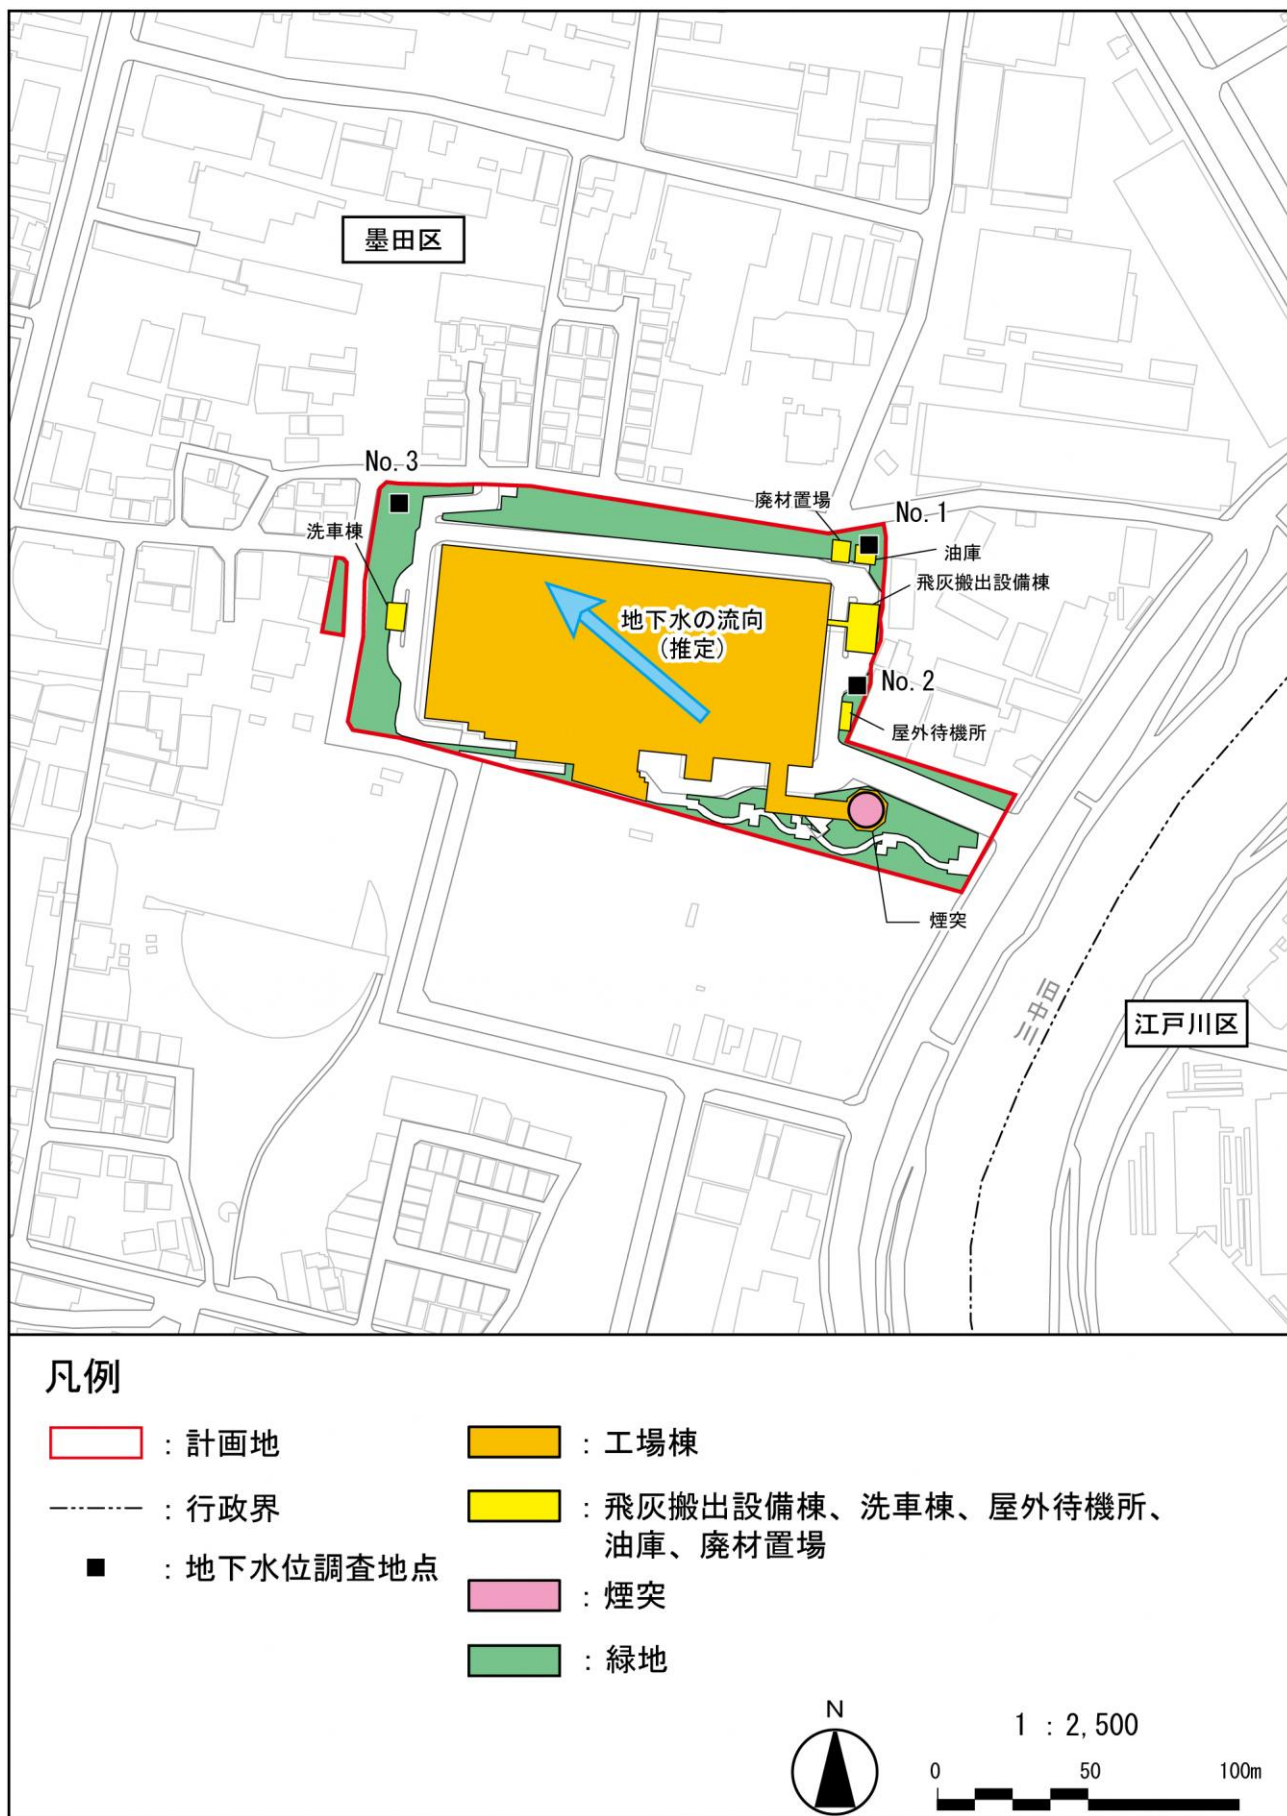 墨田区
No.3
洗車棟
廃材置場
No.1
油庫
飛灰搬出設備棟
地下水の流向
(推定)
No.2
屋外待機所
煙突
旧中川
江戸川区
凡例
：計画地
：行政界
：地下水位調査地点
：工場棟
：飛灰搬出設備棟、洗車棟、屋外待機所、
油庫、廃材置場
：煙突
：緑地
N
1 : 2,500
0 50 100m